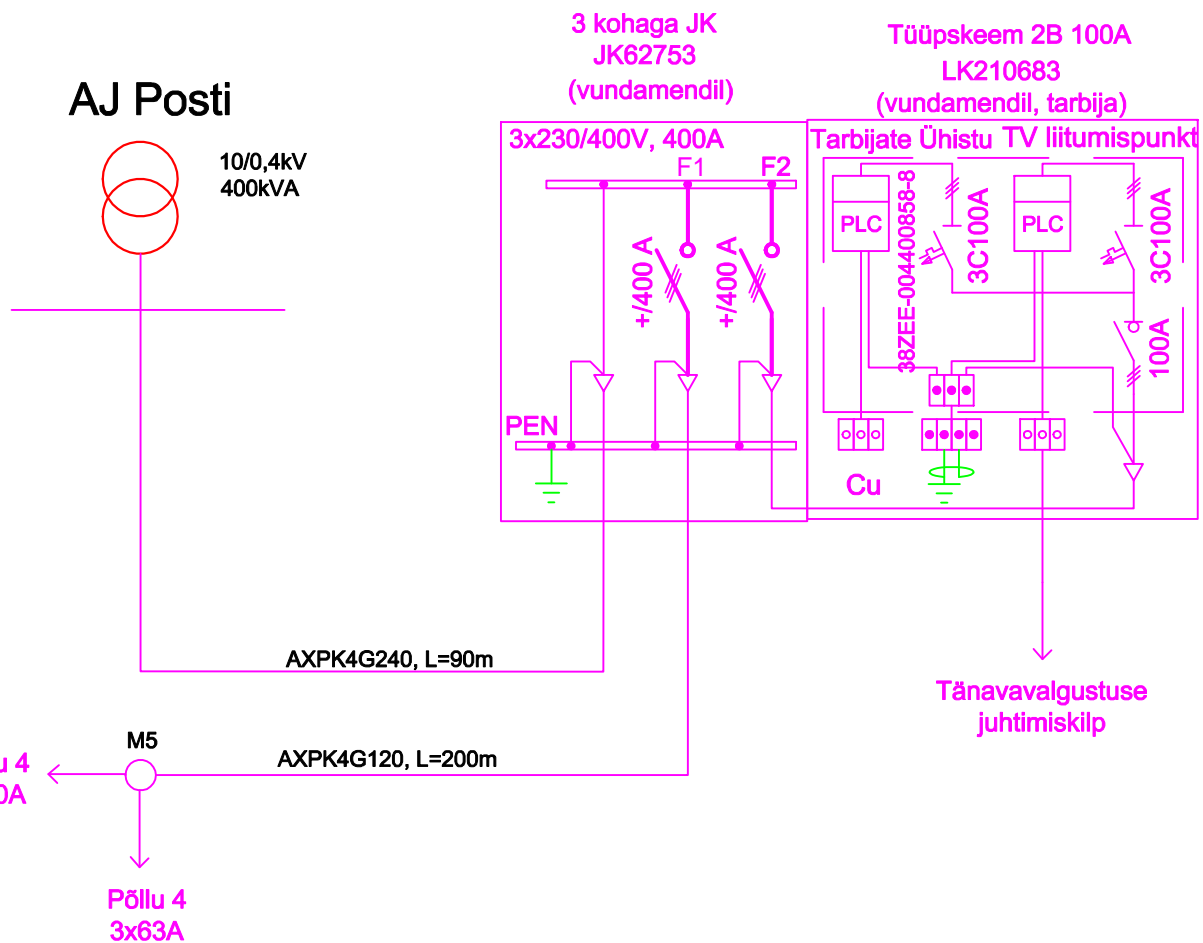 3 kohaga JK
JK62753
(vundamendil)
Tüüpskeem 2B 100A
LK210683
(vundamendil, tarbija)
AJ Posti
10/0,4kV
400kVA
3x230/400V, 400A
F1
F2
+/400 A
+/400 A
PEN
Tarbijate Ühistu
TV liitumispunkt
PLC
38ZEE-004400858-8
3C100A
PLC
3C100A
100A
Cu
AXPK4G240, L=90m
Tänavavalgustuse
juhtimiskilp
M5
AXPK4G120, L=200m
u 4
0A
Põllu 4
3x63A